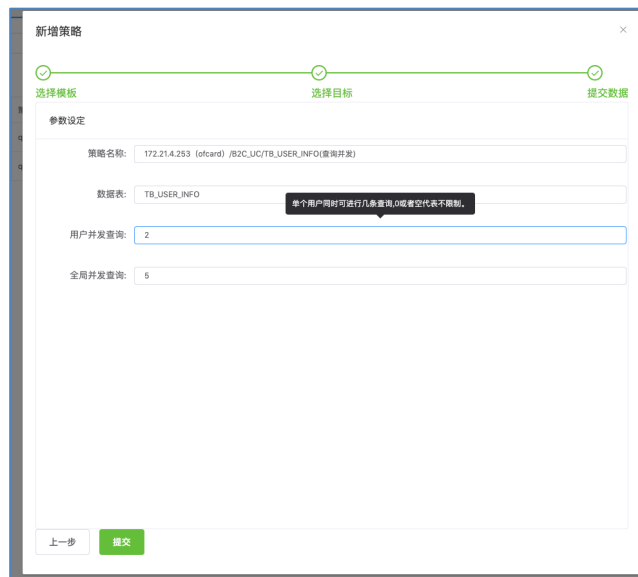 新增策略
选择模板
选择目标
提交数据
参数设定
策略名称: 172.21.4.253（ofcard）/B2C_UC/TB_USER_INFO(查询并发)
数据表: TB_USER_INFO
单个用户同时可进行几条查询,0或者空代表不限制。
用户并发查询: 2
全局并发查询: 5
上一步
提交